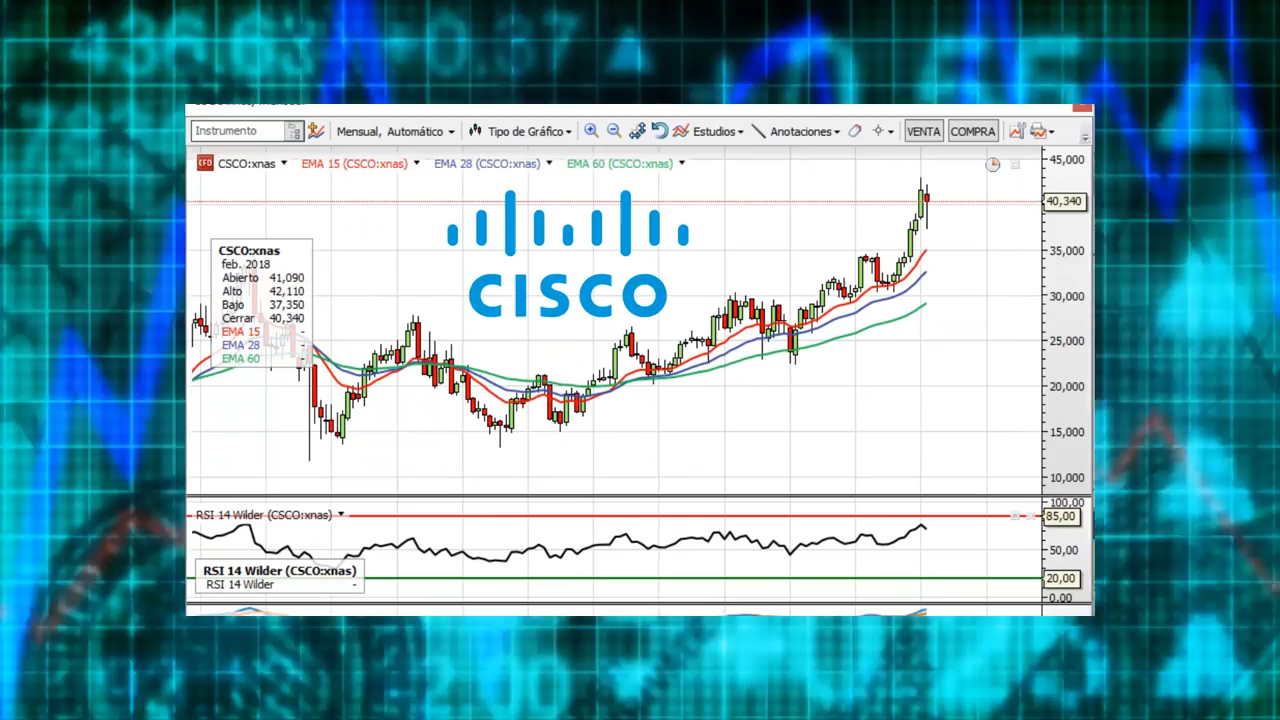 Instrumento
Mensual, Automático
Tipo de Gráfico
Estudios
Anotaciones
VENTA
COMPRA
CFD
CSCO:xnas
EMA 15 (CSCO:xnas)
EMA 28 (CSCO:xnas)
EMA 60 (CSCO:xnas)
CISCO
CSCO:xnas
feb. 2018
Abierto 41,090
Alto 42,110
Bajo 37,350
Cerrar 40,340
EMA 15 -
EMA 28 -
EMA 60 -
45,000
40,340
35,000
30,000
25,000
20,000
15,000
10,000
RSI 14 Wilder (CSCO:xnas)
100,00
85,00
50,00
20,00
0,00
RSI 14 Wilder (CSCO:xnas)
RSI 14 Wilder -